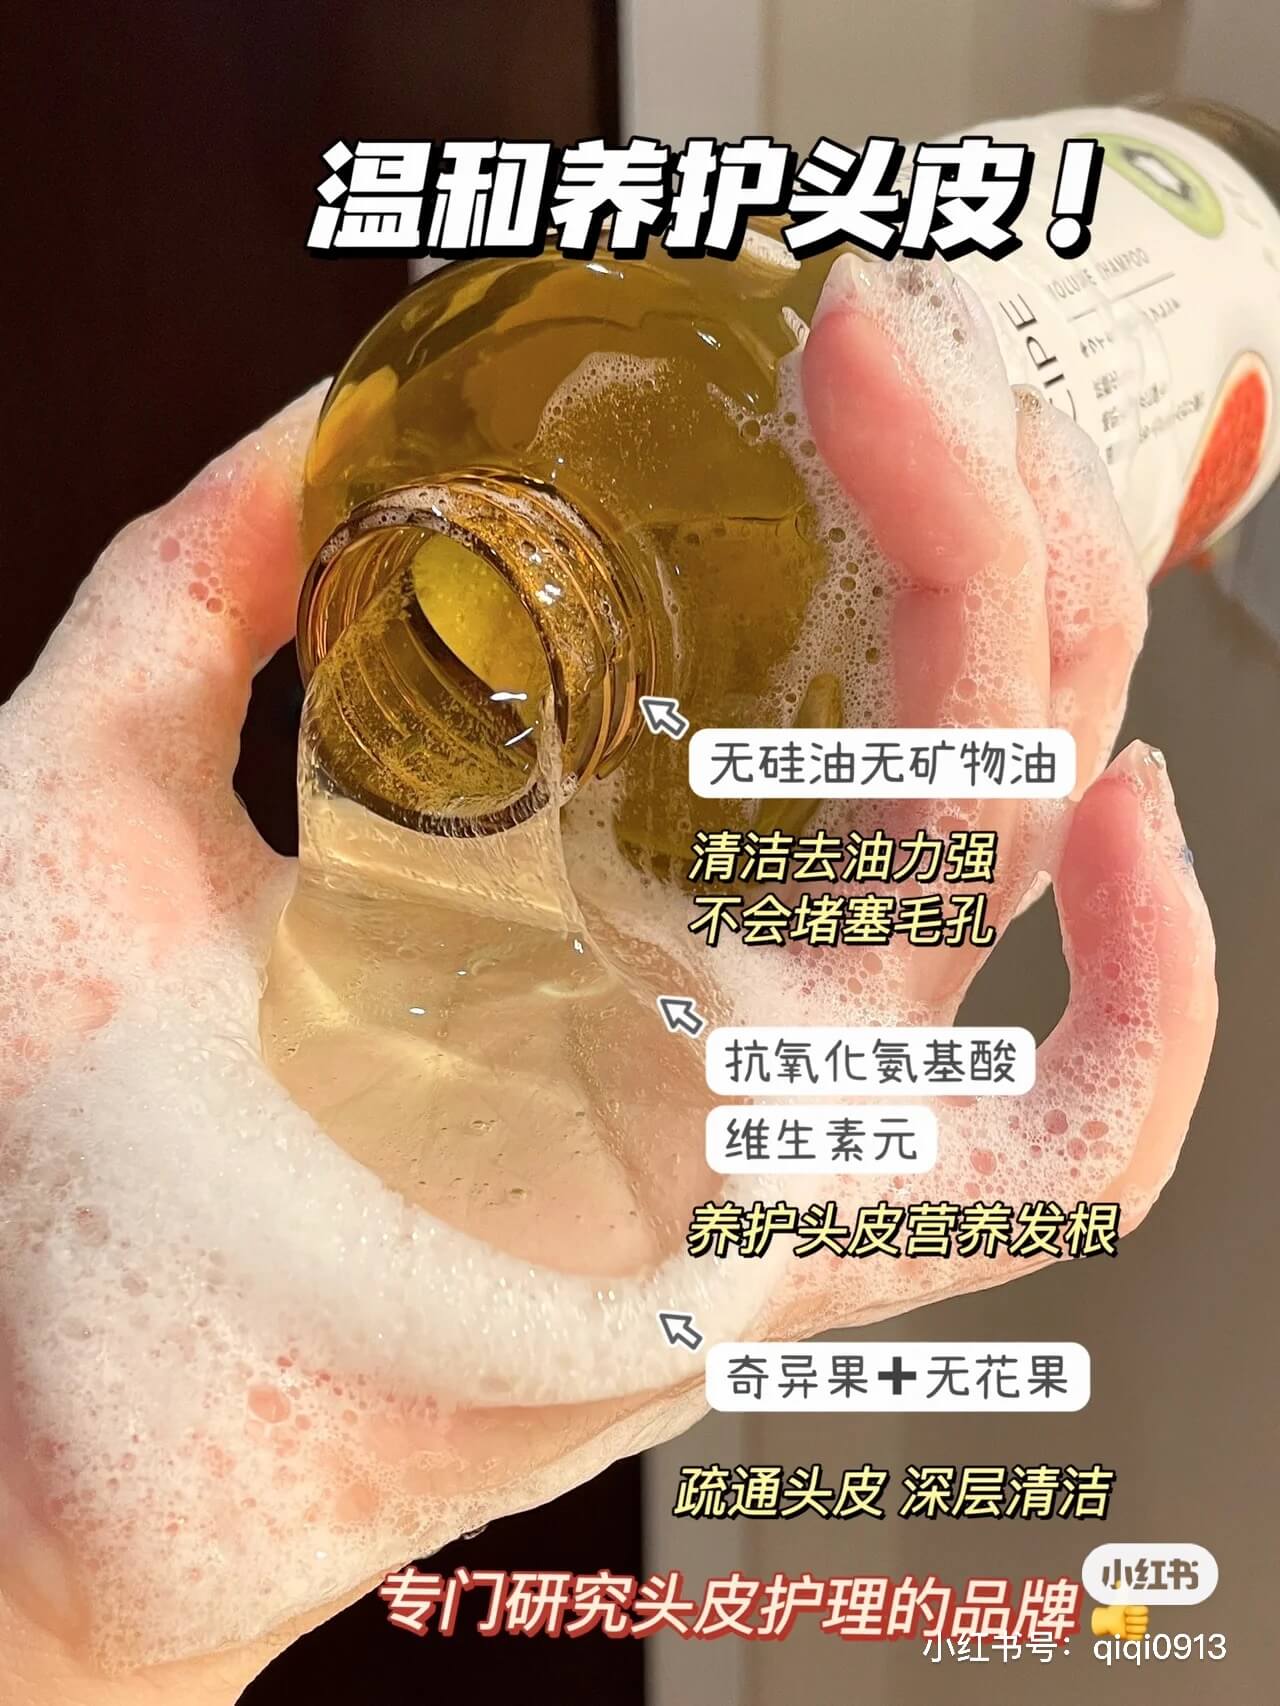 温和养护头皮！
VOLUME SHAMPOO
CIPE
无硅油无矿物油
清洁去油力强
不会堵塞毛孔
抗氧化氨基酸
维生素元
养护头皮营养发根
奇异果+无花果
疏通头皮 深层清洁
专门研究头皮护理的品牌
小红书
小红书号：qiqi0913